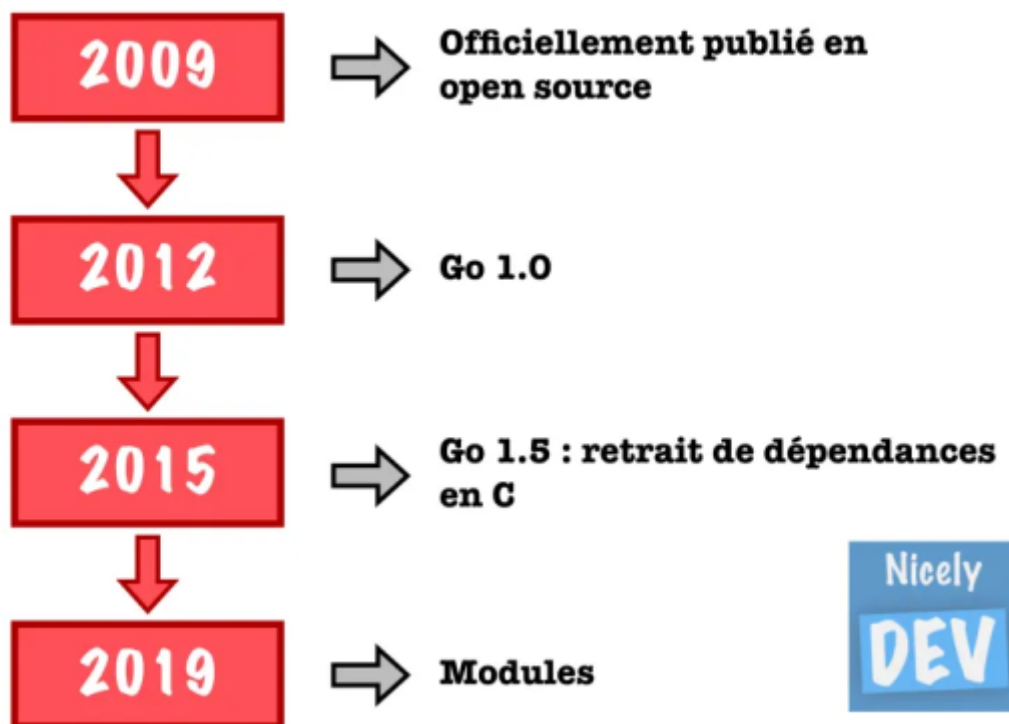 2009
Officiellement publié en
open source
2012
Go 1.0
2015
Go 1.5 : retrait de dépendances
en C
2019
Modules
Nicely
DEV